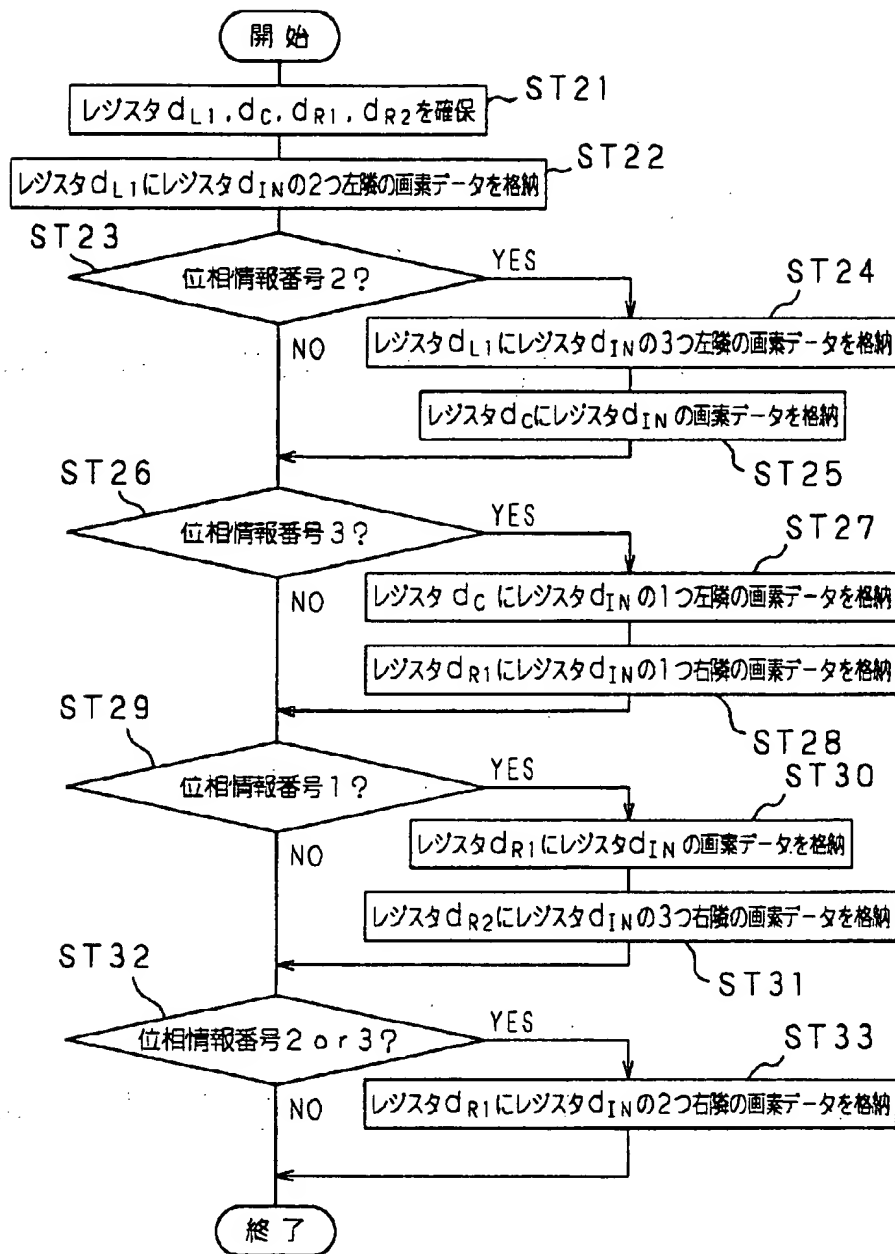 開始
ST21
レジスタdL1,dC,dR1,dR2を確保
ST22
レジスタdL1にレジスタdINの2つ左隣の画素データを格納
ST23
位相情報番号2?
YES
NO
ST24
レジスタdL1にレジスタdINの3つ左隣の画素データを格納
レジスタdCにレジスタdINの画素データを格納
ST25
ST26
位相情報番号3?
YES
NO
ST27
レジスタdCにレジスタdINの1つ左隣の画素データを格納
レジスタdR1にレジスタdINの1つ右隣の画素データを格納
ST28
ST29
位相情報番号1?
YES
NO
ST30
レジスタdR1にレジスタdINの画素データを格納
レジスタdR2にレジスタdINの3つ右隣の画素データを格納
ST31
ST32
位相情報番号2or3?
YES
NO
ST33
レジスタdR1にレジスタdINの2つ右隣の画素データを格納
終了